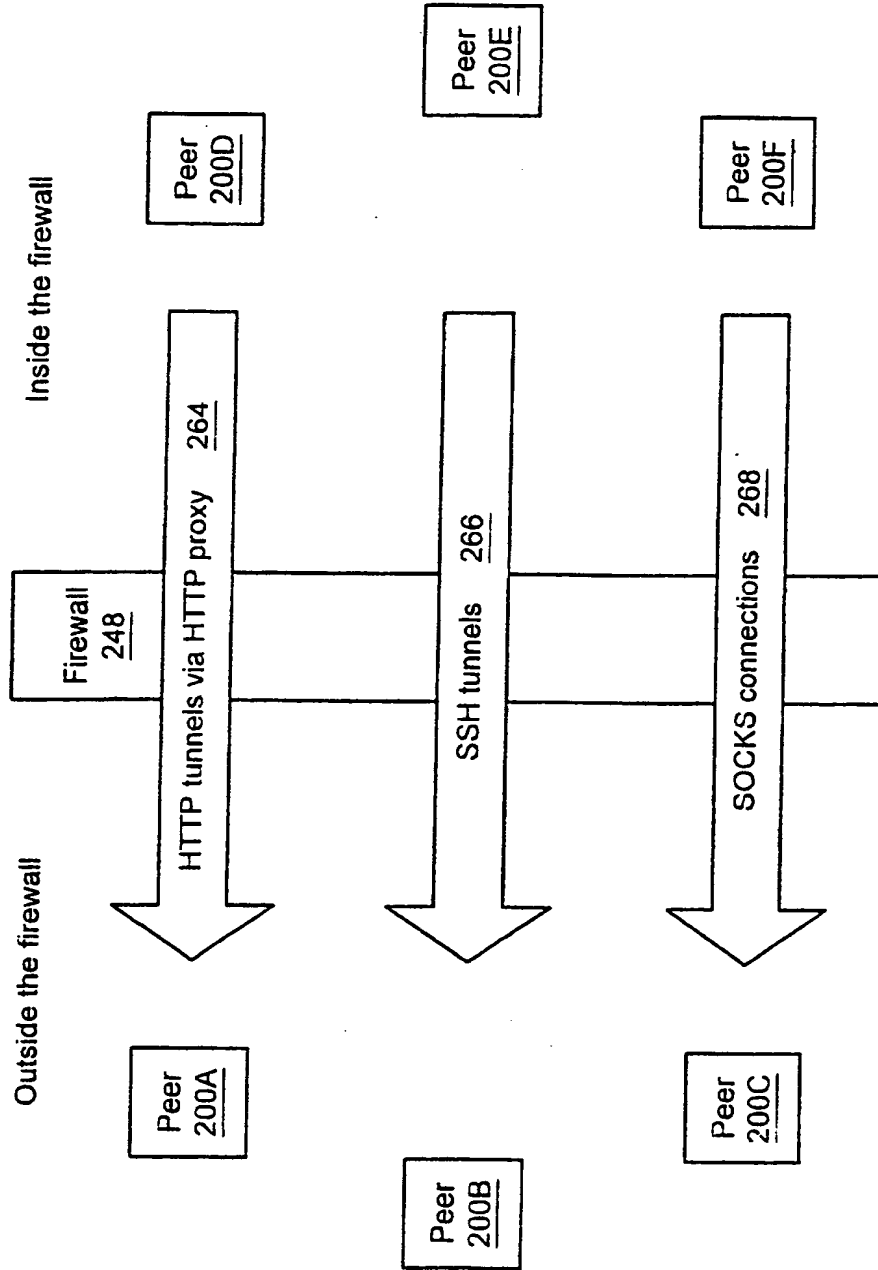 Outside the firewall
Inside the firewall
Firewall
248
Peer
200A
HTTP tunnels via HTTP proxy 264
Peer
200D
Peer
200B
SSH tunnels 266
Peer
200E
Peer
200C
SOCKS connections 268
Peer
200F